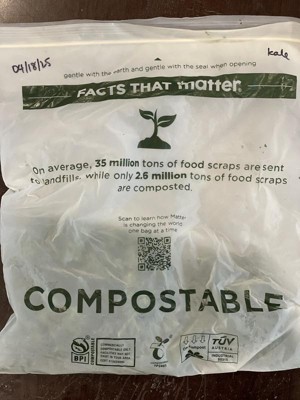 04/18/25
kale
gentle with the earth and gentle with the seal when opening
FACTS THAT matter.
On average, 35 million tons of food scraps are sent
to landfills, while only 2.6 million tons of food scraps
are composted.
Scan to learn how Matter
is changing the world
one bag at a time
COMPOSTABLE
BPI
COMPOSTABLE
TÜV
AUSTRIA